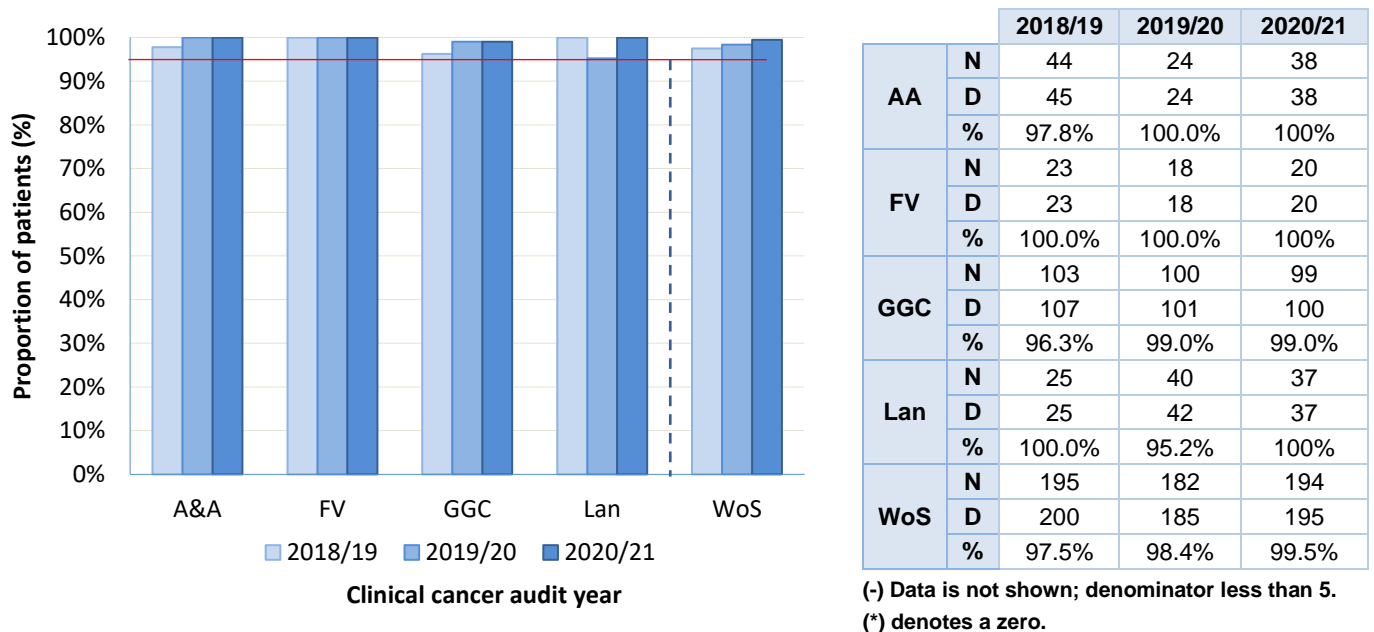 Proportion of patients (%)
100%
90%
80%
70%
60%
50%
40%
30%
20%
10%
0%
A&A FV GGC Lan WoS
2018/19 2019/20 2020/21
Clinical cancer audit year
2018/19 2019/20 2020/21
AA
N 44 24 38
D 45 24 38
% 97.8% 100.0% 100%
FV
N 23 18 20
D 23 18 20
% 100.0% 100.0% 100%
GGC
N 103 100 99
D 107 101 100
% 96.3% 99.0% 99.0%
Lan
N 25 40 37
D 25 42 37
% 100.0% 95.2% 100%
WoS
N 195 182 194
D 200 185 195
% 97.5% 98.4% 99.5%
(-) Data is not shown; denominator less than 5.
(*) denotes a zero.